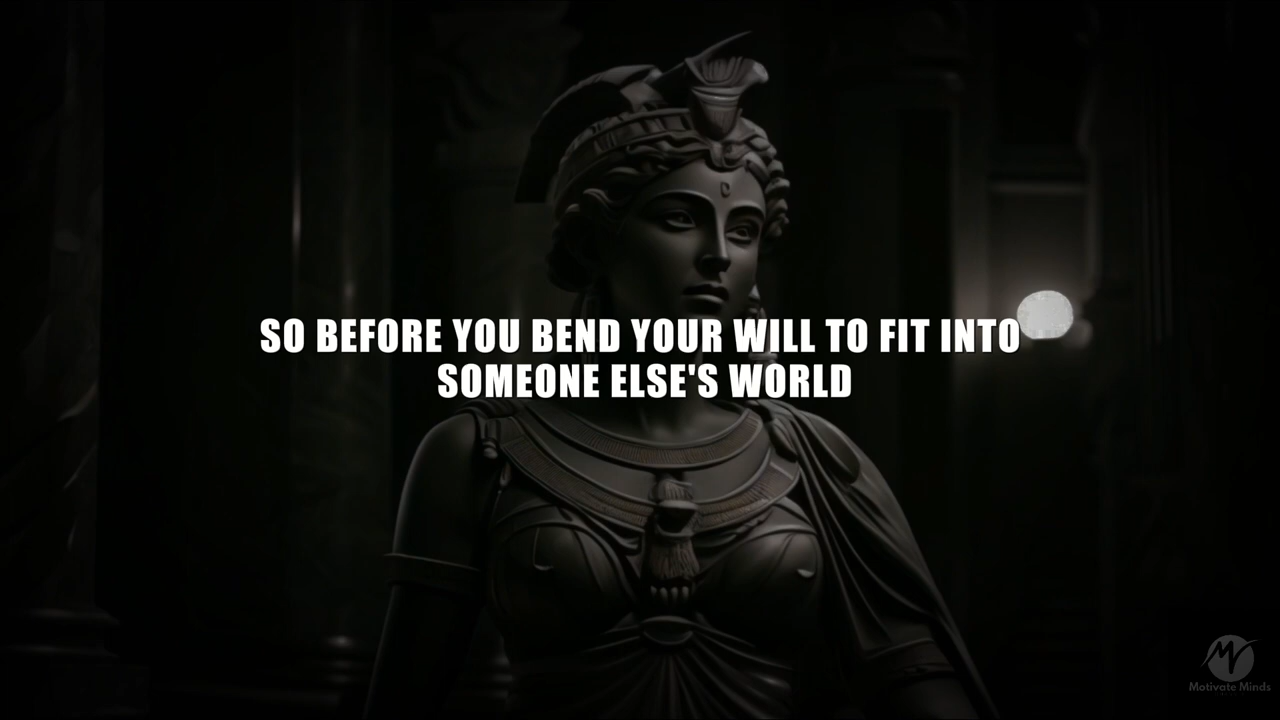 SO BEFORE YOU BEND YOUR WILL TO FIT INTO
SOMEONE ELSE'S WORLD
Motivate Minds